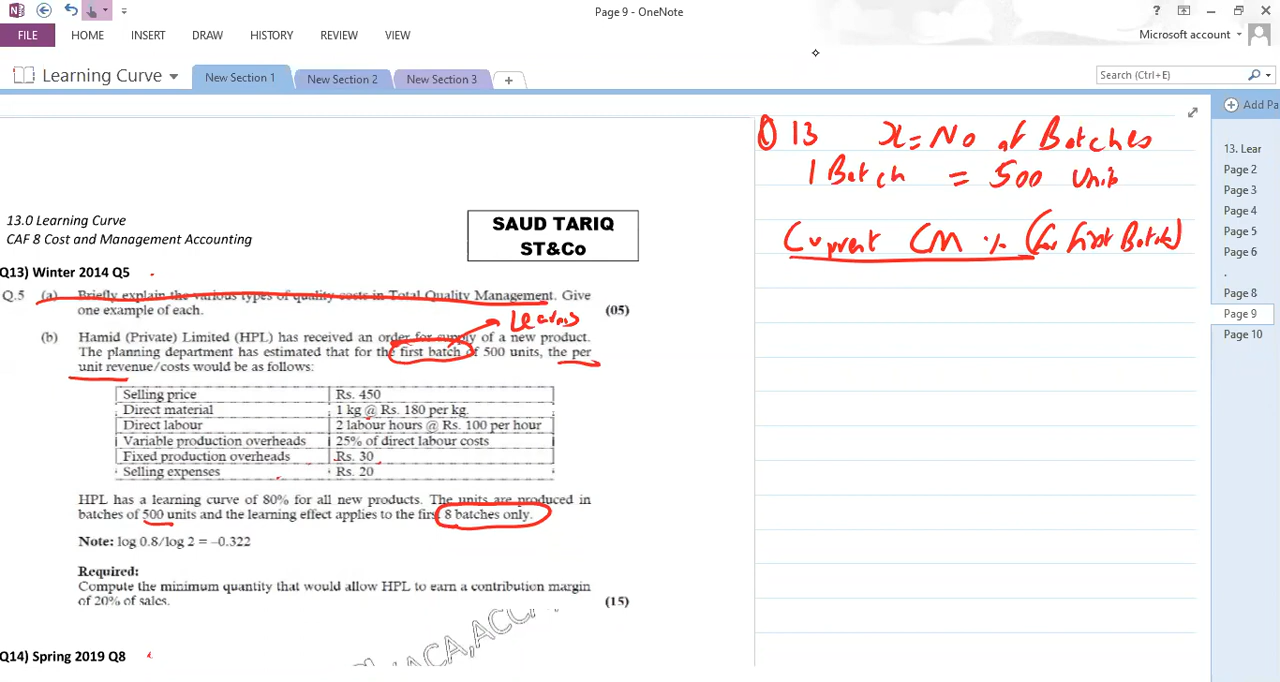 Page 9 - OneNote
?
FILE HOME INSERT DRAW HISTORY REVIEW VIEW
Microsoft account
Learning Curve
New Section 1
New Section 2
New Section 3
+
Search (Ctrl+E)
Add Pa
13. Lear
Page 2
Page 3
Page 4
Page 5
Page 6
.
Page 8
Page 9
Page 10
13.0 Learning Curve
CAF 8 Cost and Management Accounting
SAUD TARIQ
ST&Co
Q13) Winter 2014 Q5
Q.5 (a) Briefly explain the various types of quality costs in Total Quality Management. Give
one example of each. (05)
(b) Hamid (Private) Limited (HPL) has received an order for supply of a new product.
The planning department has estimated that for the first batch of 500 units, the per
unit revenue/costs would be as follows:
Selling price Rs. 450
Direct material 1 kg @ Rs. 180 per kg.
Direct labour 2 labour hours @ Rs. 100 per hour
Variable production overheads 25% of direct labour costs
Fixed production overheads Rs. 30
Selling expenses Rs. 20
HPL has a learning curve of 80% for all new products. The units are produced in
batches of 500 units and the learning effect applies to the first 8 batches only.
Note: log 0.8/log 2 = –0.322
Required:
Compute the minimum quantity that would allow HPL to earn a contribution margin
of 20% of sales. (15)
ACA,ACCA
Q14) Spring 2019 Q8
Q 13 x = No of Batches
1 Batch = 500 units
Current CM % (for First Batch)